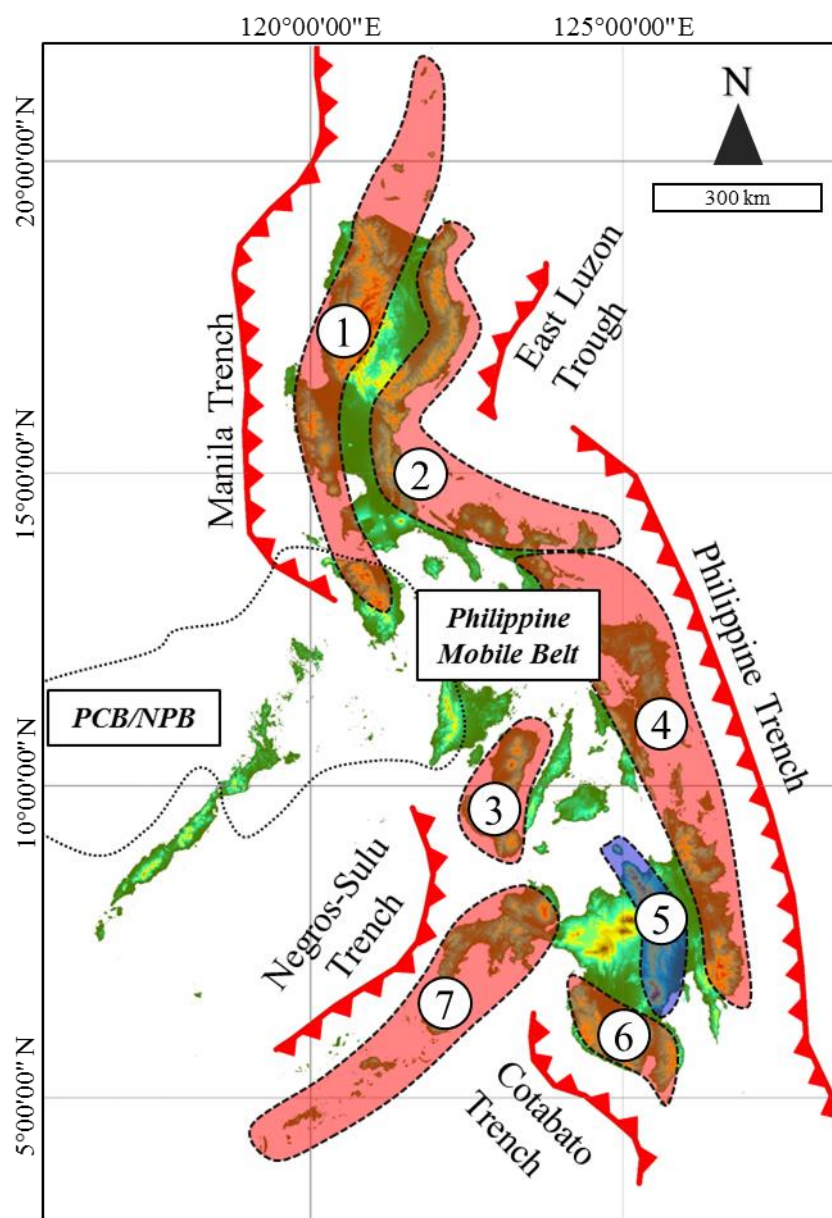 120°00'00"E
125°00'00"E
N
300 km
20°00'00"N
15°00'00"N
10°00'00"N
5°00'00"N
East Luzon
Trough
1
Manila Trench
2
Philippine
Mobile Belt
Philippine Trench
PCB/NPB
4
3
Negros-Sulu
Trench
5
7
6
Cotabato
Trench